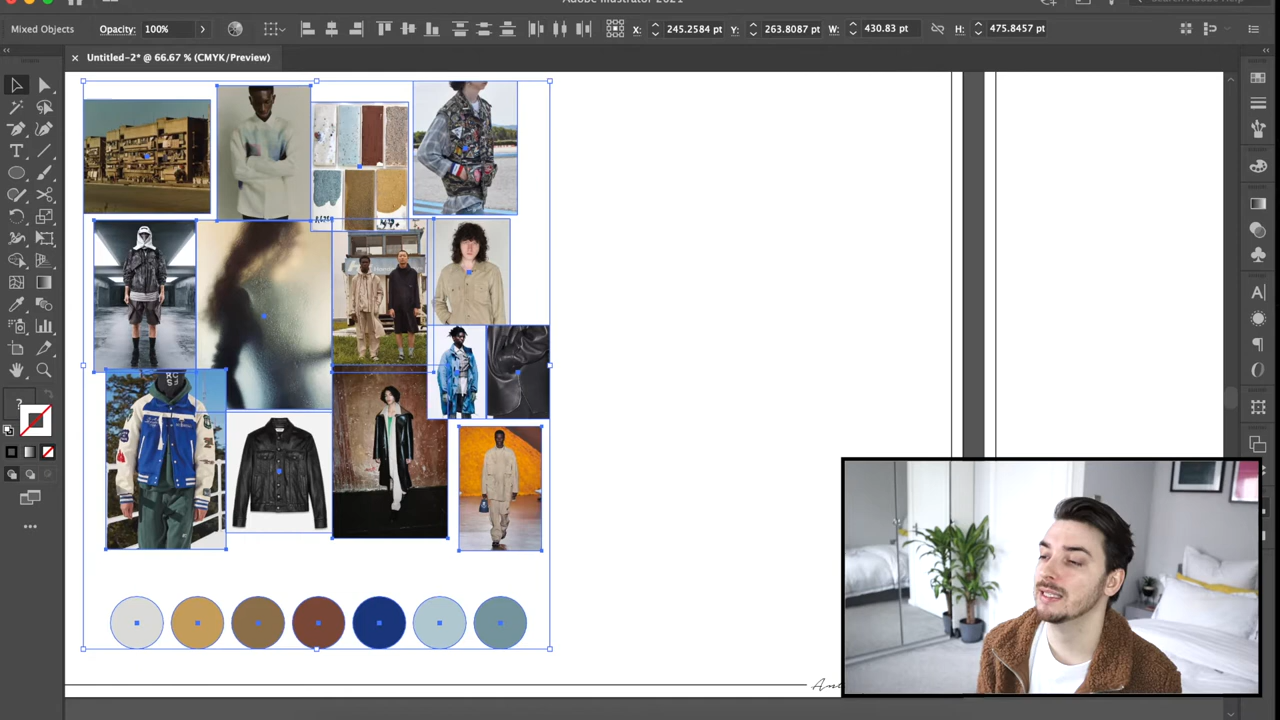 Adobe Illustrator 2021
Mixed Objects
Opacity: 100%
X: 245.2584 pt
Y: 263.8087 pt
W: 430.83 pt
H: 475.8457 pt
× Untitled-2* @ 66.67 % (CMYK/Preview)
?